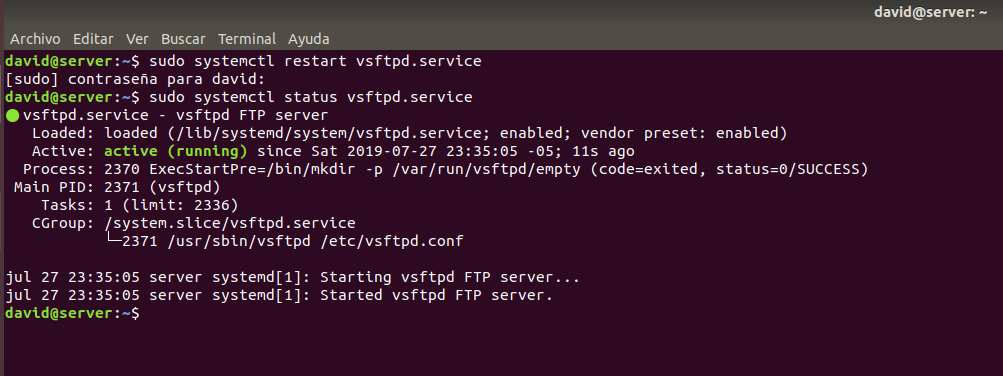 david@server: ~
Archivo Editar Ver Buscar Terminal Ayuda
david@server:~$ sudo systemctl restart vsftpd.service
[sudo] contraseña para david:
david@server:~$ sudo systemctl status vsftpd.service
● vsftpd.service - vsftpd FTP server
   Loaded: loaded (/lib/systemd/system/vsftpd.service; enabled; vendor preset: enabled)
   Active: active (running) since Sat 2019-07-27 23:35:05 -05; 11s ago
  Process: 2370 ExecStartPre=/bin/mkdir -p /var/run/vsftpd/empty (code=exited, status=0/SUCCESS)
 Main PID: 2371 (vsftpd)
    Tasks: 1 (limit: 2336)
   CGroup: /system.slice/vsftpd.service
           └─2371 /usr/sbin/vsftpd /etc/vsftpd.conf
jul 27 23:35:05 server systemd[1]: Starting vsftpd FTP server...
jul 27 23:35:05 server systemd[1]: Started vsftpd FTP server.
david@server:~$